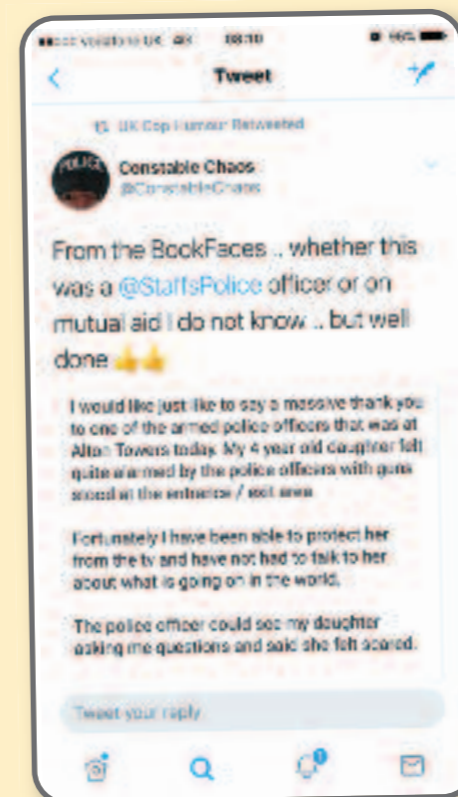 vodafone UK 4G 08:10 66%
Tweet
UK Cop Humour Retweeted
POLICE
Constable Chaos
@ConstableChaos
From the BookFaces .. whether this
was a @StaffsPolice officer or on
mutual aid I do not know .. but well
done 👍👍
I would like just like to say a massive thank you
to one of the armed police officers that was at
Alton Towers today. My 4 year old daughter felt
quite alarmed by the police officers with guns
stood at the entrance / exit area
Fortunately I have been able to protect her
from the tv and have not had to talk to her
about what is going on in the world.
The police officer could see my daughter
asking me questions and said she felt scared.
Tweet your reply
1